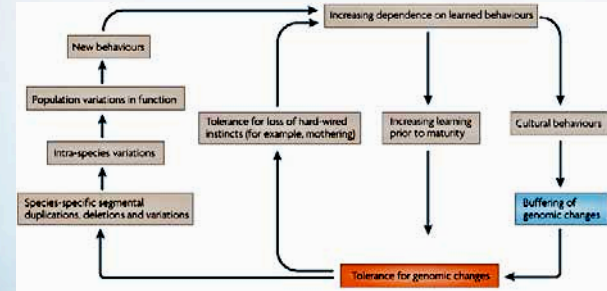 Increasing dependence on learned behaviours
New behaviours
Population variations in function
Tolerance for loss of hard-wired
instincts (for example, mothering)
Increasing learning
prior to maturity
Cultural behaviours
Intra-species variations
Species-specific segmental
duplications, deletions and variations
Buffering of
genomic changes
Tolerance for genomic changes